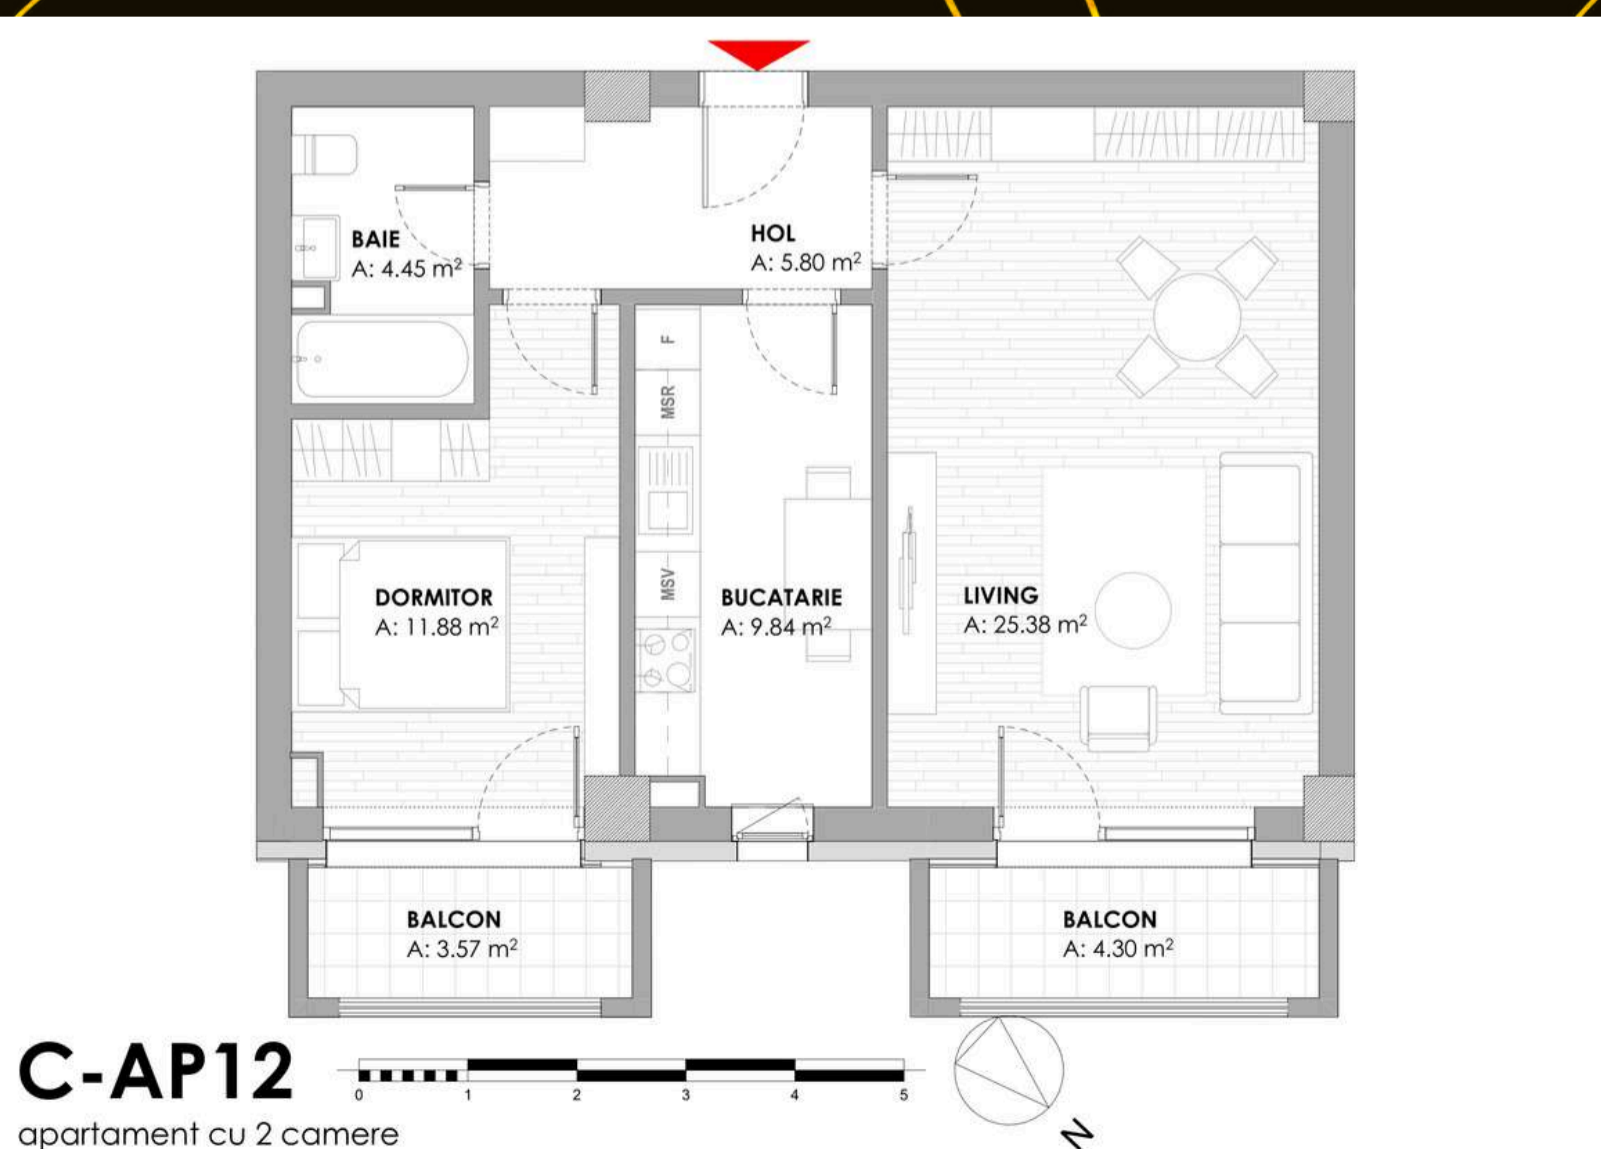 BAIE
A: 4.45 m²
HOL
A: 5.80 m²
F
MSR
MSV
DORMITOR
A: 11.88 m²
BUCATARIE
A: 9.84 m²
LIVING
A: 25.38 m²
BALCON
A: 3.57 m²
BALCON
A: 4.30 m²
C-AP12
0 1 2 3 4 5
N
apartament cu 2 camere